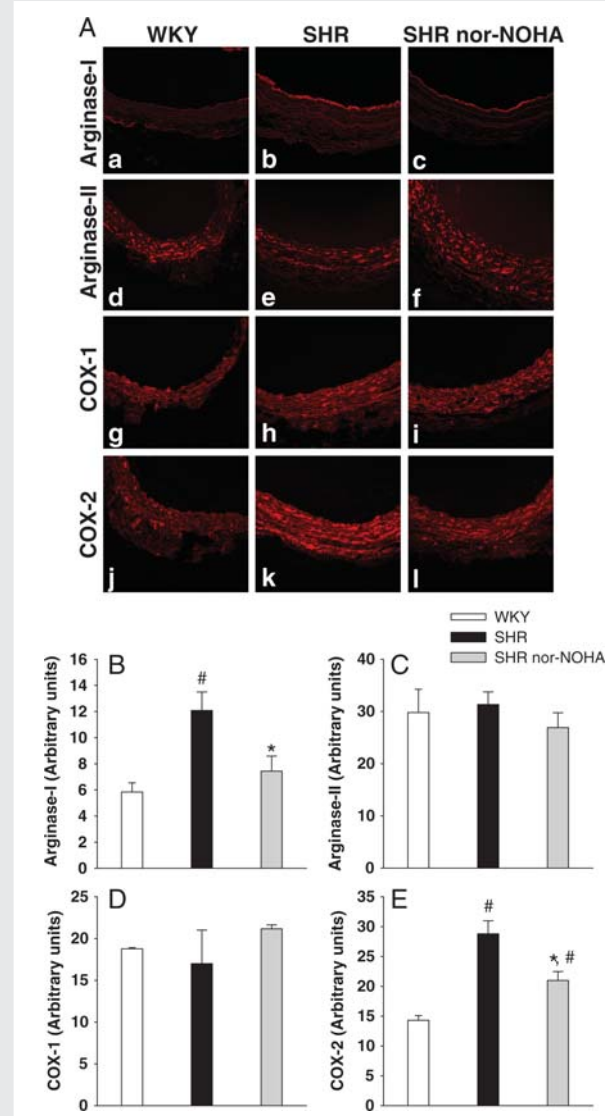 A
WKY SHR SHR nor-NOHA
Arginase-I
a b c
Arginase-II
d e f
COX-1
g h i
COX-2
j k l
WKY
SHR
SHR nor-NOHA
B
Arginase-I (Arbitrary units)
16
14
12
10
8
6
4
2
0
#
*
C
Arginase-II (Arbitrary units)
40
30
20
10
0
D
COX-1 (Arbitrary units)
25
20
15
10
5
0
E
COX-2 (Arbitrary units)
35
30
25
20
15
10
5
0
#
*, #